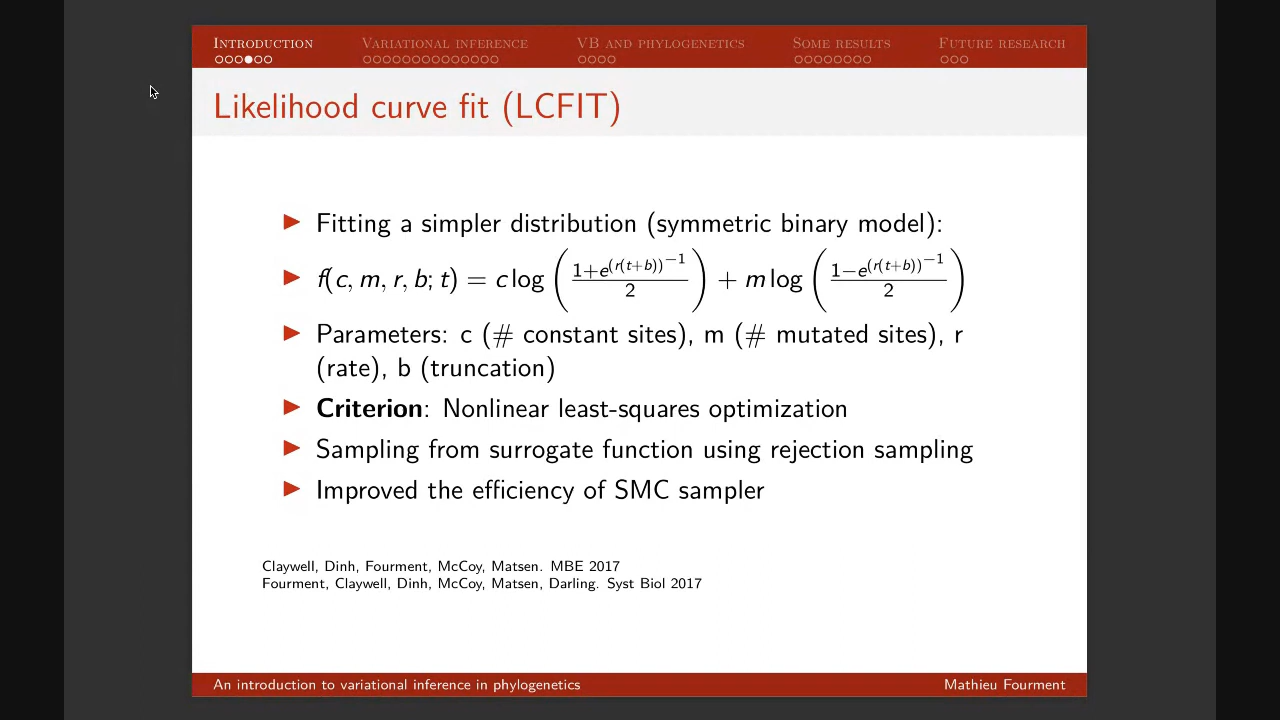 INTRODUCTION VARIATIONAL INFERENCE VB AND PHYLOGENETICS SOME RESULTS FUTURE RESEARCH
Likelihood curve fit (LCFIT)
▶ Fitting a simpler distribution (symmetric binary model):
▶ f(c, m, r, b; t) = c log ( (1+e^{(r(t+b))^{-1}})/2 ) + m log ( (1−e^{(r(t+b))^{-1}})/2 )
▶ Parameters: c (# constant sites), m (# mutated sites), r
(rate), b (truncation)
▶ Criterion: Nonlinear least-squares optimization
▶ Sampling from surrogate function using rejection sampling
▶ Improved the efficiency of SMC sampler
Claywell, Dinh, Fourment, McCoy, Matsen. MBE 2017
Fourment, Claywell, Dinh, McCoy, Matsen, Darling. Syst Biol 2017
An introduction to variational inference in phylogenetics Mathieu Fourment